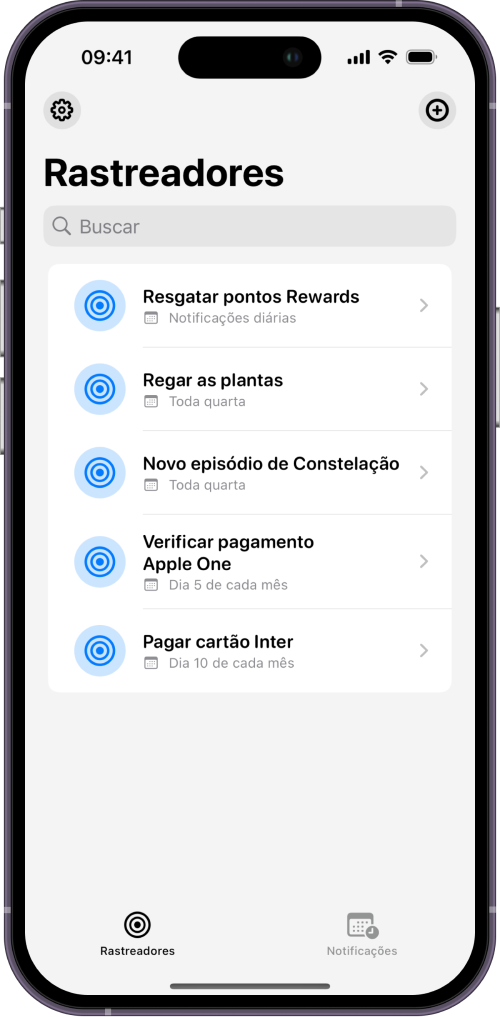 09:41
Rastreadores
Buscar
Resgatar pontos Rewards
Notificações diárias
Regar as plantas
Toda quarta
Novo episódio de Constelação
Toda quarta
Verificar pagamento
Apple One
Dia 5 de cada mês
Pagar cartão Inter
Dia 10 de cada mês
Rastreadores
Notificações